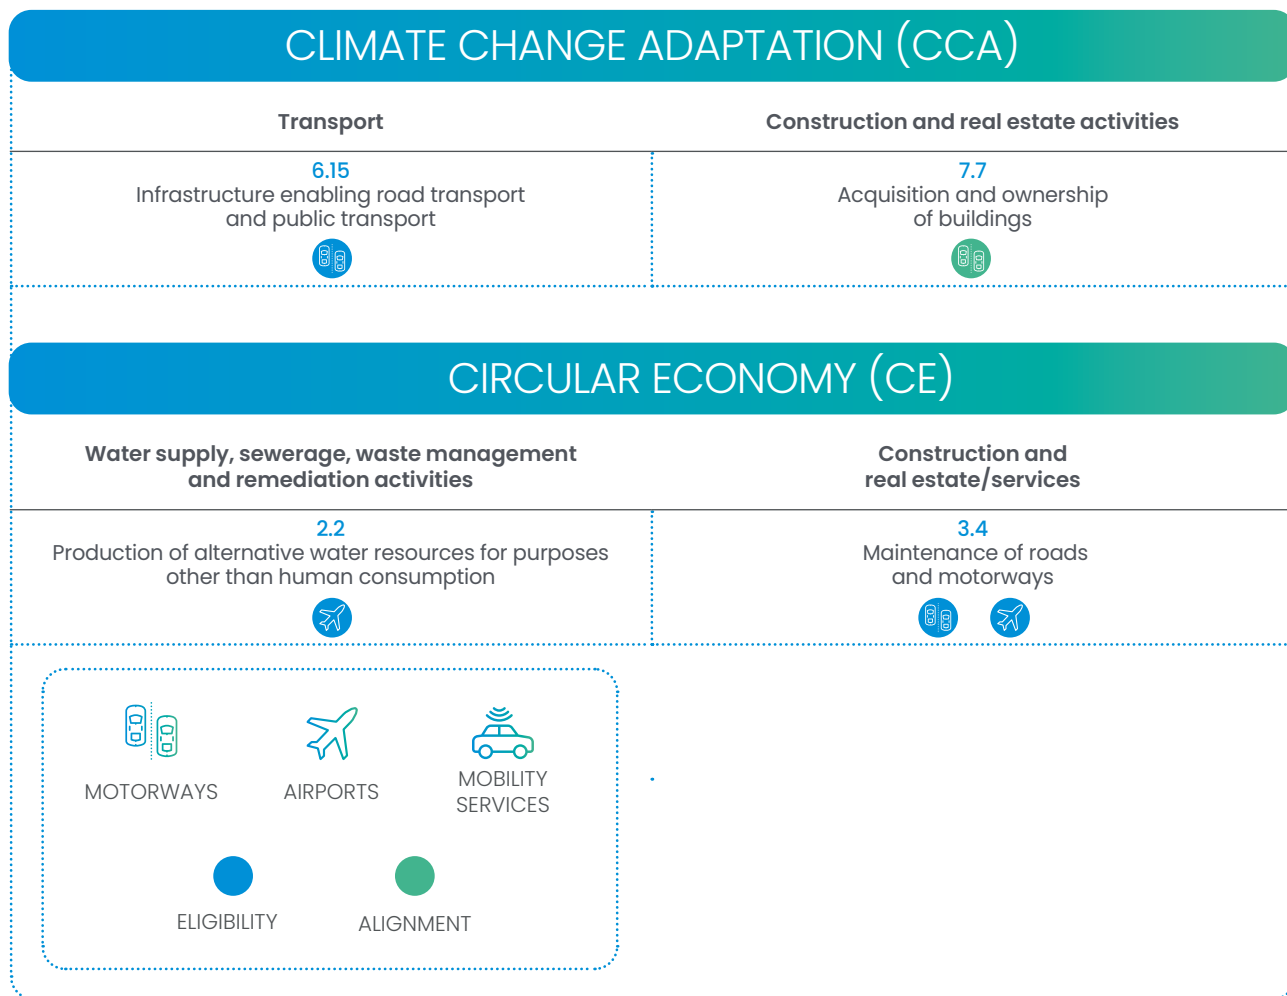 CLIMATE CHANGE ADAPTATION (CCA)
Transport
Construction and real estate activities
6.15
Infrastructure enabling road transport
and public transport
7.7
Acquisition and ownership
of buildings
CIRCULAR ECONOMY (CE)
Water supply, sewerage, waste management
and remediation activities
Construction and
real estate/services
2.2
Production of alternative water resources for purposes
other than human consumption
3.4
Maintenance of roads
and motorways
MOTORWAYS
AIRPORTS
MOBILITY
SERVICES
ELIGIBILITY
ALIGNMENT